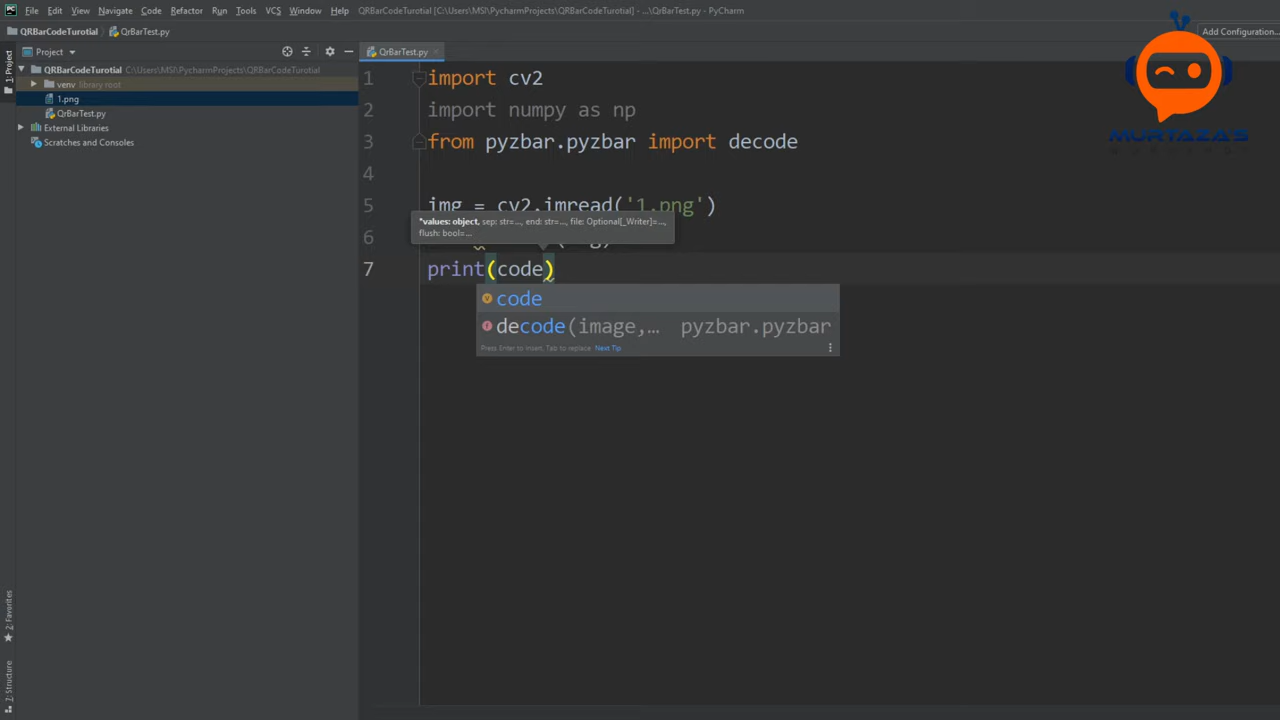 File Edit View Navigate Code Refactor Run Tools VCS Window Help QRBarCodeTurotial [C:\Users\MSI\PycharmProjects\QRBarCodeTurotial] - ...\QrBarTest.py - PyCharm
QRBarCodeTurotial QrBarTest.py Add Configuration...
Project QrBarTest.py
1: Project
QRBarCodeTurotial C:\Users\MSI\PycharmProjects\QRBarCodeTurotial
venv library root
1.png
QrBarTest.py
External Libraries
Scratches and Consoles
2: Favorites
7: Structure
1 import cv2
2 import numpy as np
3 from pyzbar.pyzbar import decode
4
5 img = cv2.imread('1.png')
*values: object, sep: str=..., end: str=..., file: Optional[_Writer]=...,
flush: bool=...
6
7 print(code)
code
decode(image,... pyzbar.pyzbar
Press Enter to insert, Tab to replace Next Tip
MURTAZA'S